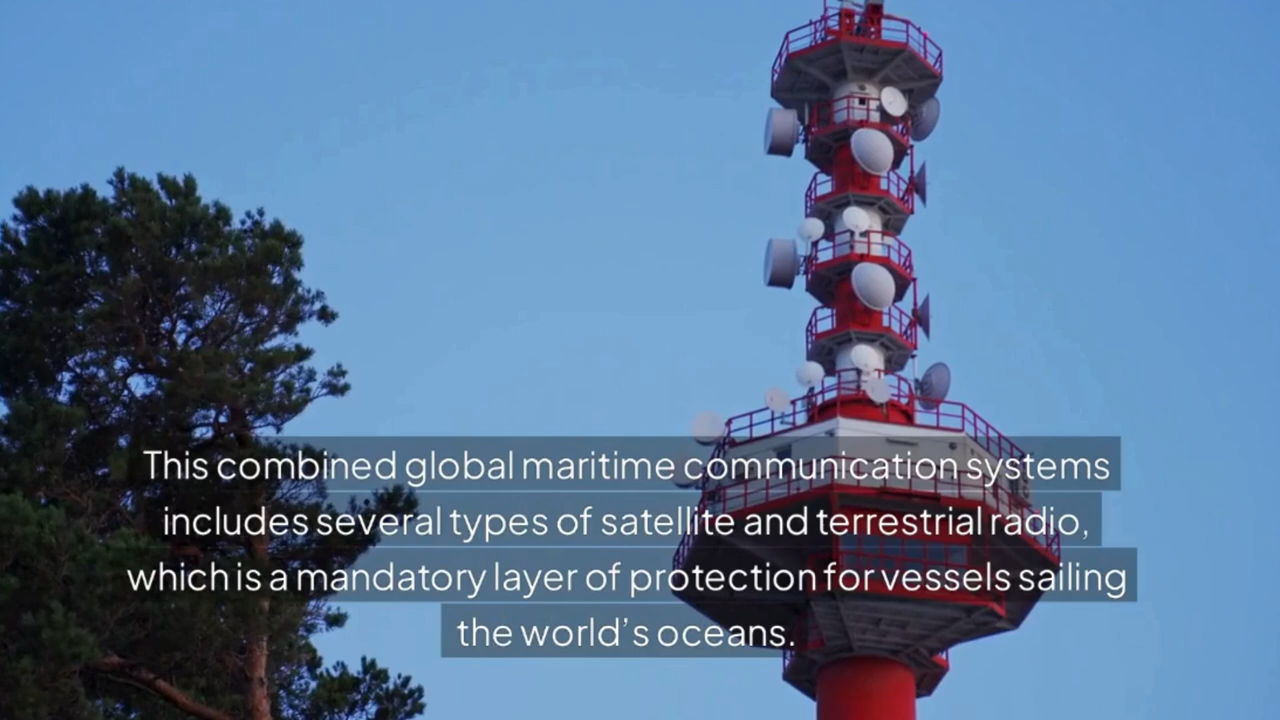 This combined global maritime communication systems
includes several types of satellite and terrestrial radio,
which is a mandatory layer of protection for vessels sailing
the world’s oceans.